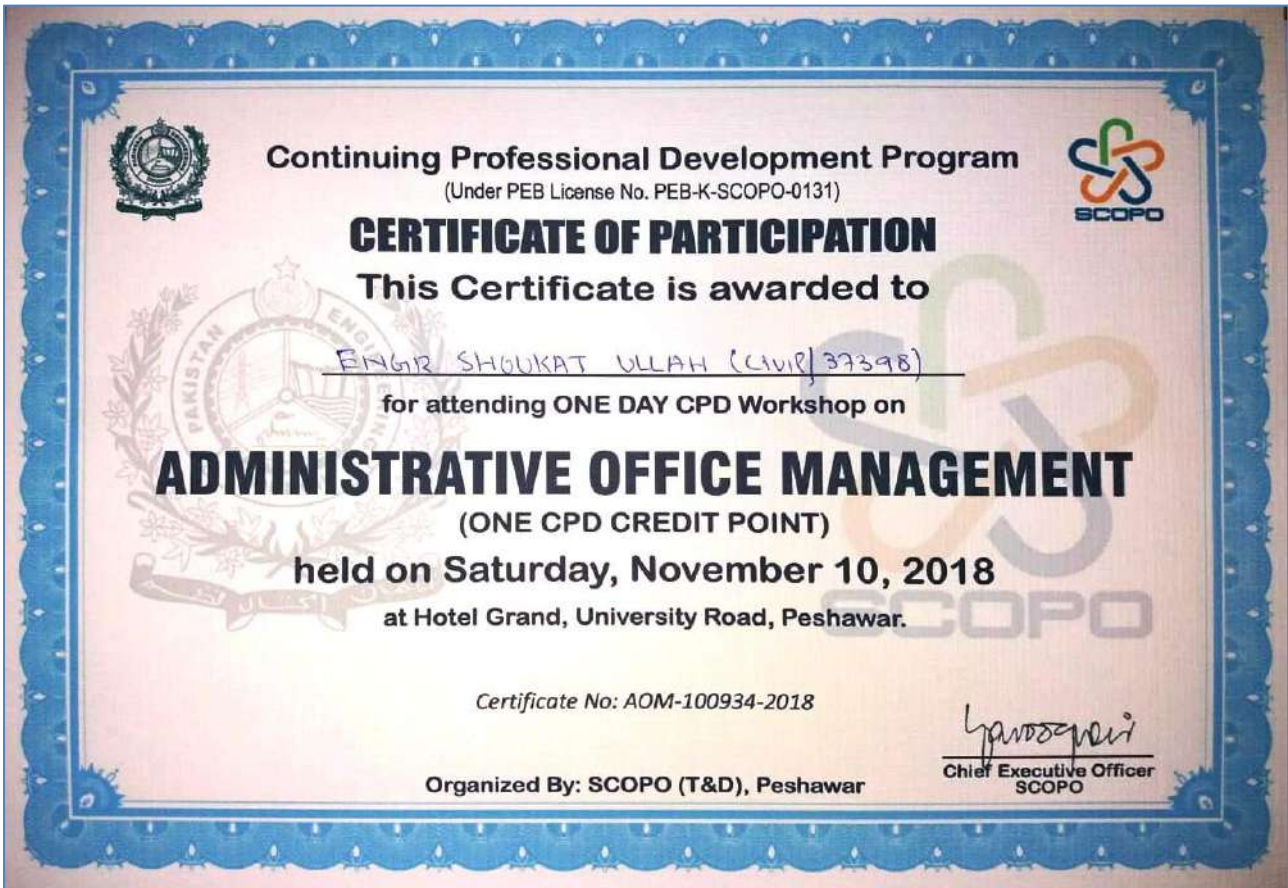 Continuing Professional Development Program
(Under PEB License No. PEB-K-SCOPO-0131)
SCOPO
CERTIFICATE OF PARTICIPATION
This Certificate is awarded to
ENGR SHOUKAT ULLAH (CIVIL/37398)
for attending ONE DAY CPD Workshop on
ADMINISTRATIVE OFFICE MANAGEMENT
(ONE CPD CREDIT POINT)
held on Saturday, November 10, 2018
at Hotel Grand, University Road, Peshawar.
PAKISTAN ENGINEERING
SCOPO
Certificate No: AOM-100934-2018
Chief Executive Officer
SCOPO
Organized By: SCOPO (T&D), Peshawar